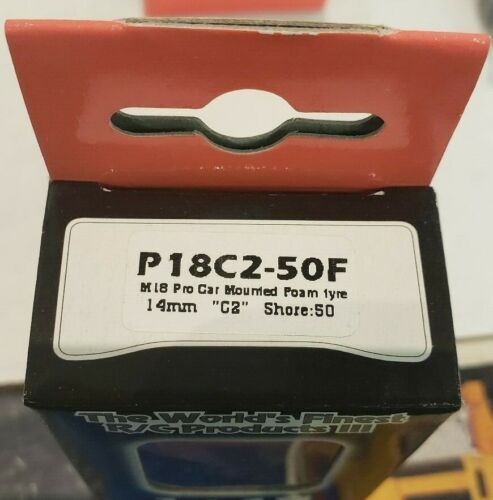 P18C2-50F
M18 Pro Car Mounted Foam tyre
14mm "C2" Shore:50
The World's Finest
R/C Products !!!